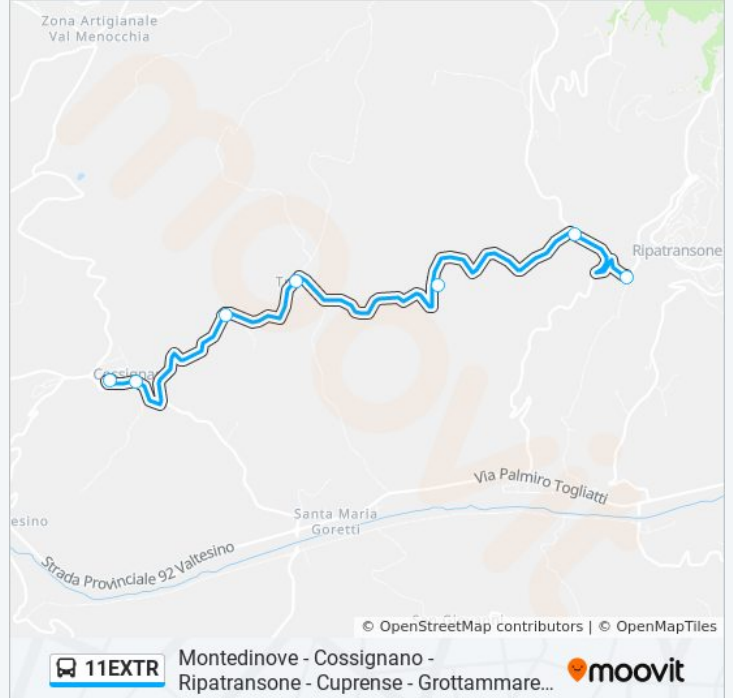 Zona Artigianale
Val Menocchia
Ripatransone
Via Palmiro Togliatti
esino
Santa Maria
Goretti
Strada Provinciale 92 Valtesino
© OpenStreetMap contributors | © OpenMapTiles
11EXTR
Montedinove - Cossignano -
Ripatransone - Cuprense - Grottammare...
moovit